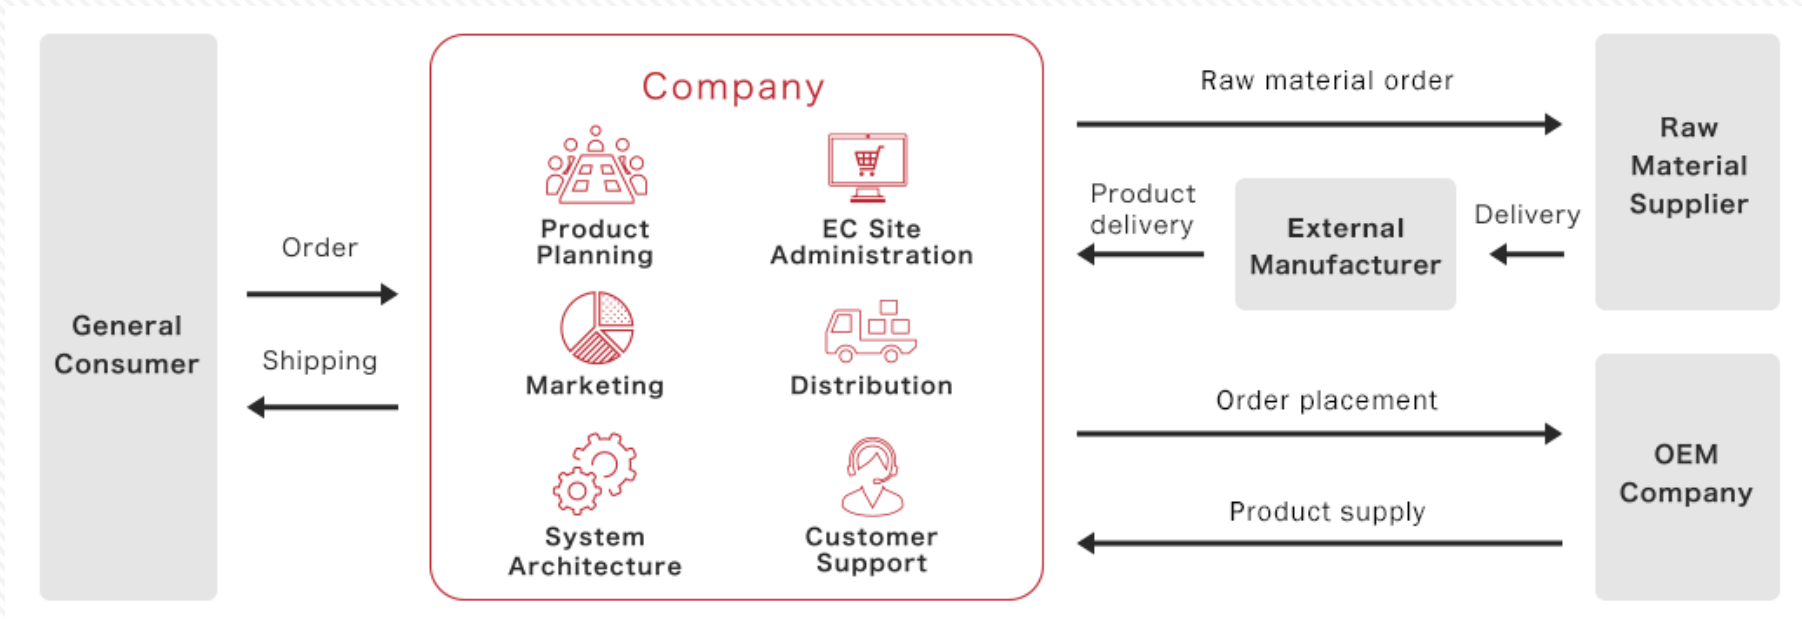 General
Consumer
Order
Shipping
Company
Product
Planning
EC Site
Administration
Marketing
Distribution
System
Architecture
Customer
Support
Raw material order
Product
delivery
External
Manufacturer
Delivery
Raw
Material
Supplier
Order placement
Product supply
OEM
Company